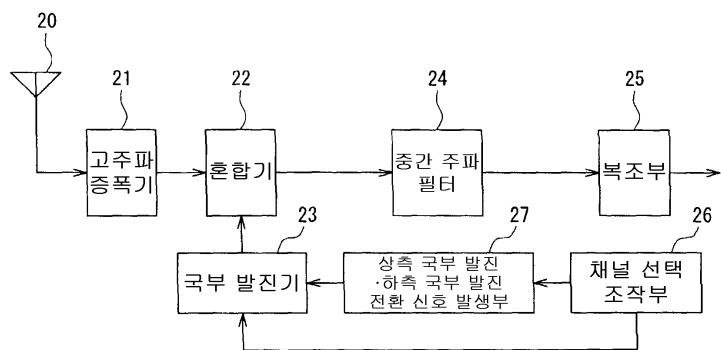 20
21
22
24
25
고주파
증폭기
혼합기
중간 주파
필터
복조부
23
27
26
국부 발진기
상측 국부 발진
·하측 국부 발진
전환 신호 발생부
채널 선택
조작부